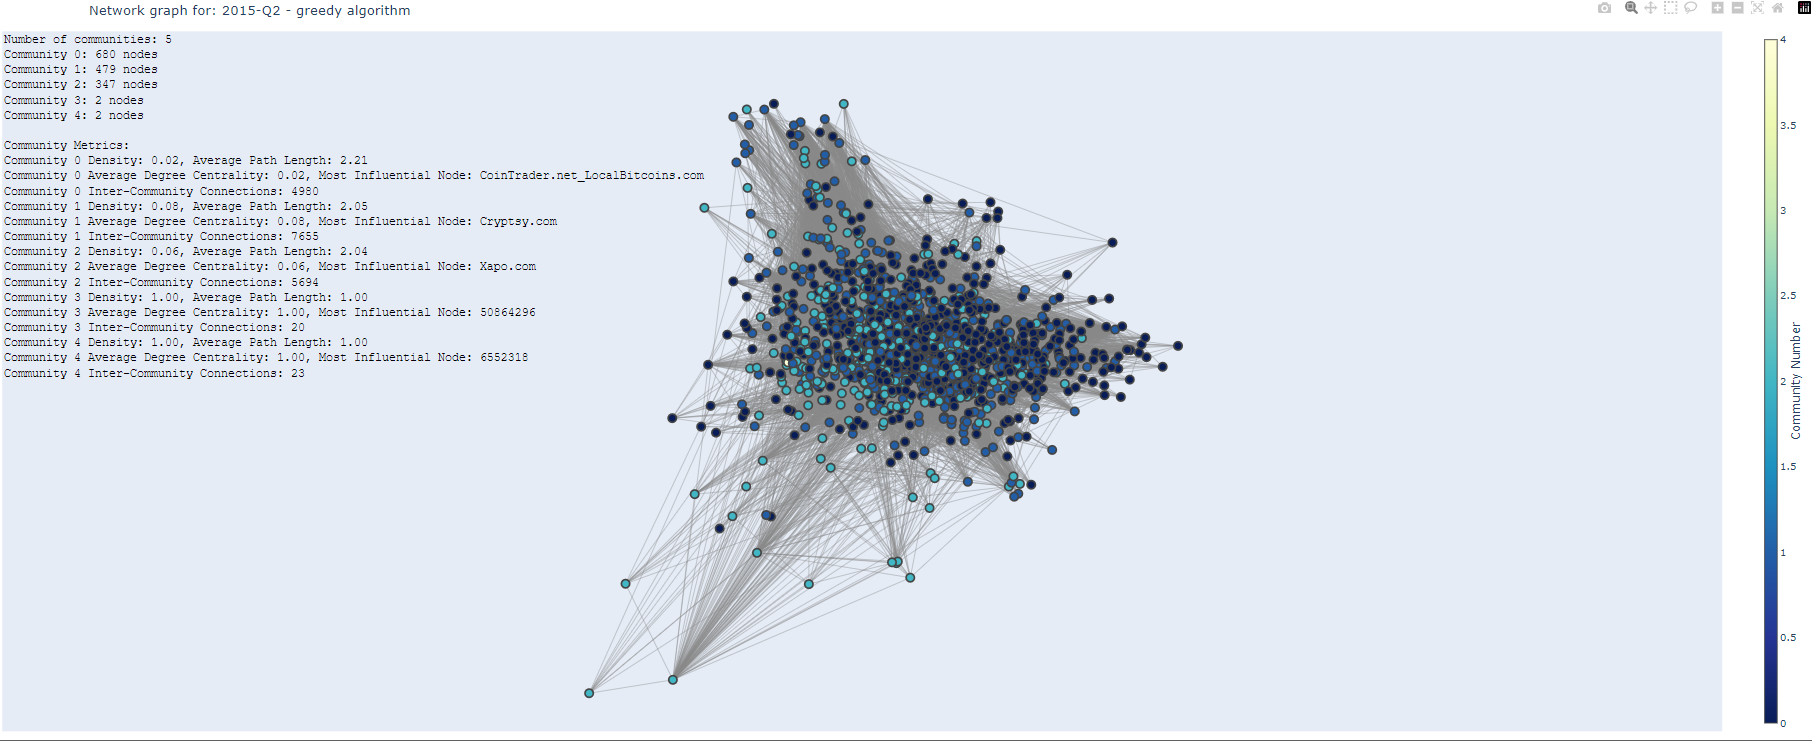 Network graph for: 2015-Q2 - greedy algorithm
Number of communities: 5
Community 0: 680 nodes
Community 1: 479 nodes
Community 2: 347 nodes
Community 3: 2 nodes
Community 4: 2 nodes
Community Metrics:
Community 0 Density: 0.02, Average Path Length: 2.21
Community 0 Average Degree Centrality: 0.02, Most Influential Node: CoinTrader.net_LocalBitcoins.com
Community 0 Inter-Community Connections: 4980
Community 1 Density: 0.08, Average Path Length: 2.05
Community 1 Average Degree Centrality: 0.08, Most Influential Node: Cryptsy.com
Community 1 Inter-Community Connections: 7655
Community 2 Density: 0.06, Average Path Length: 2.04
Community 2 Average Degree Centrality: 0.06, Most Influential Node: Xapo.com
Community 2 Inter-Community Connections: 5694
Community 3 Density: 1.00, Average Path Length: 1.00
Community 3 Average Degree Centrality: 1.00, Most Influential Node: 50864296
Community 3 Inter-Community Connections: 20
Community 4 Density: 1.00, Average Path Length: 1.00
Community 4 Average Degree Centrality: 1.00, Most Influential Node: 6552318
Community 4 Inter-Community Connections: 23
4
3.5
3
2.5
2
1.5
1
0.5
0
Community Number